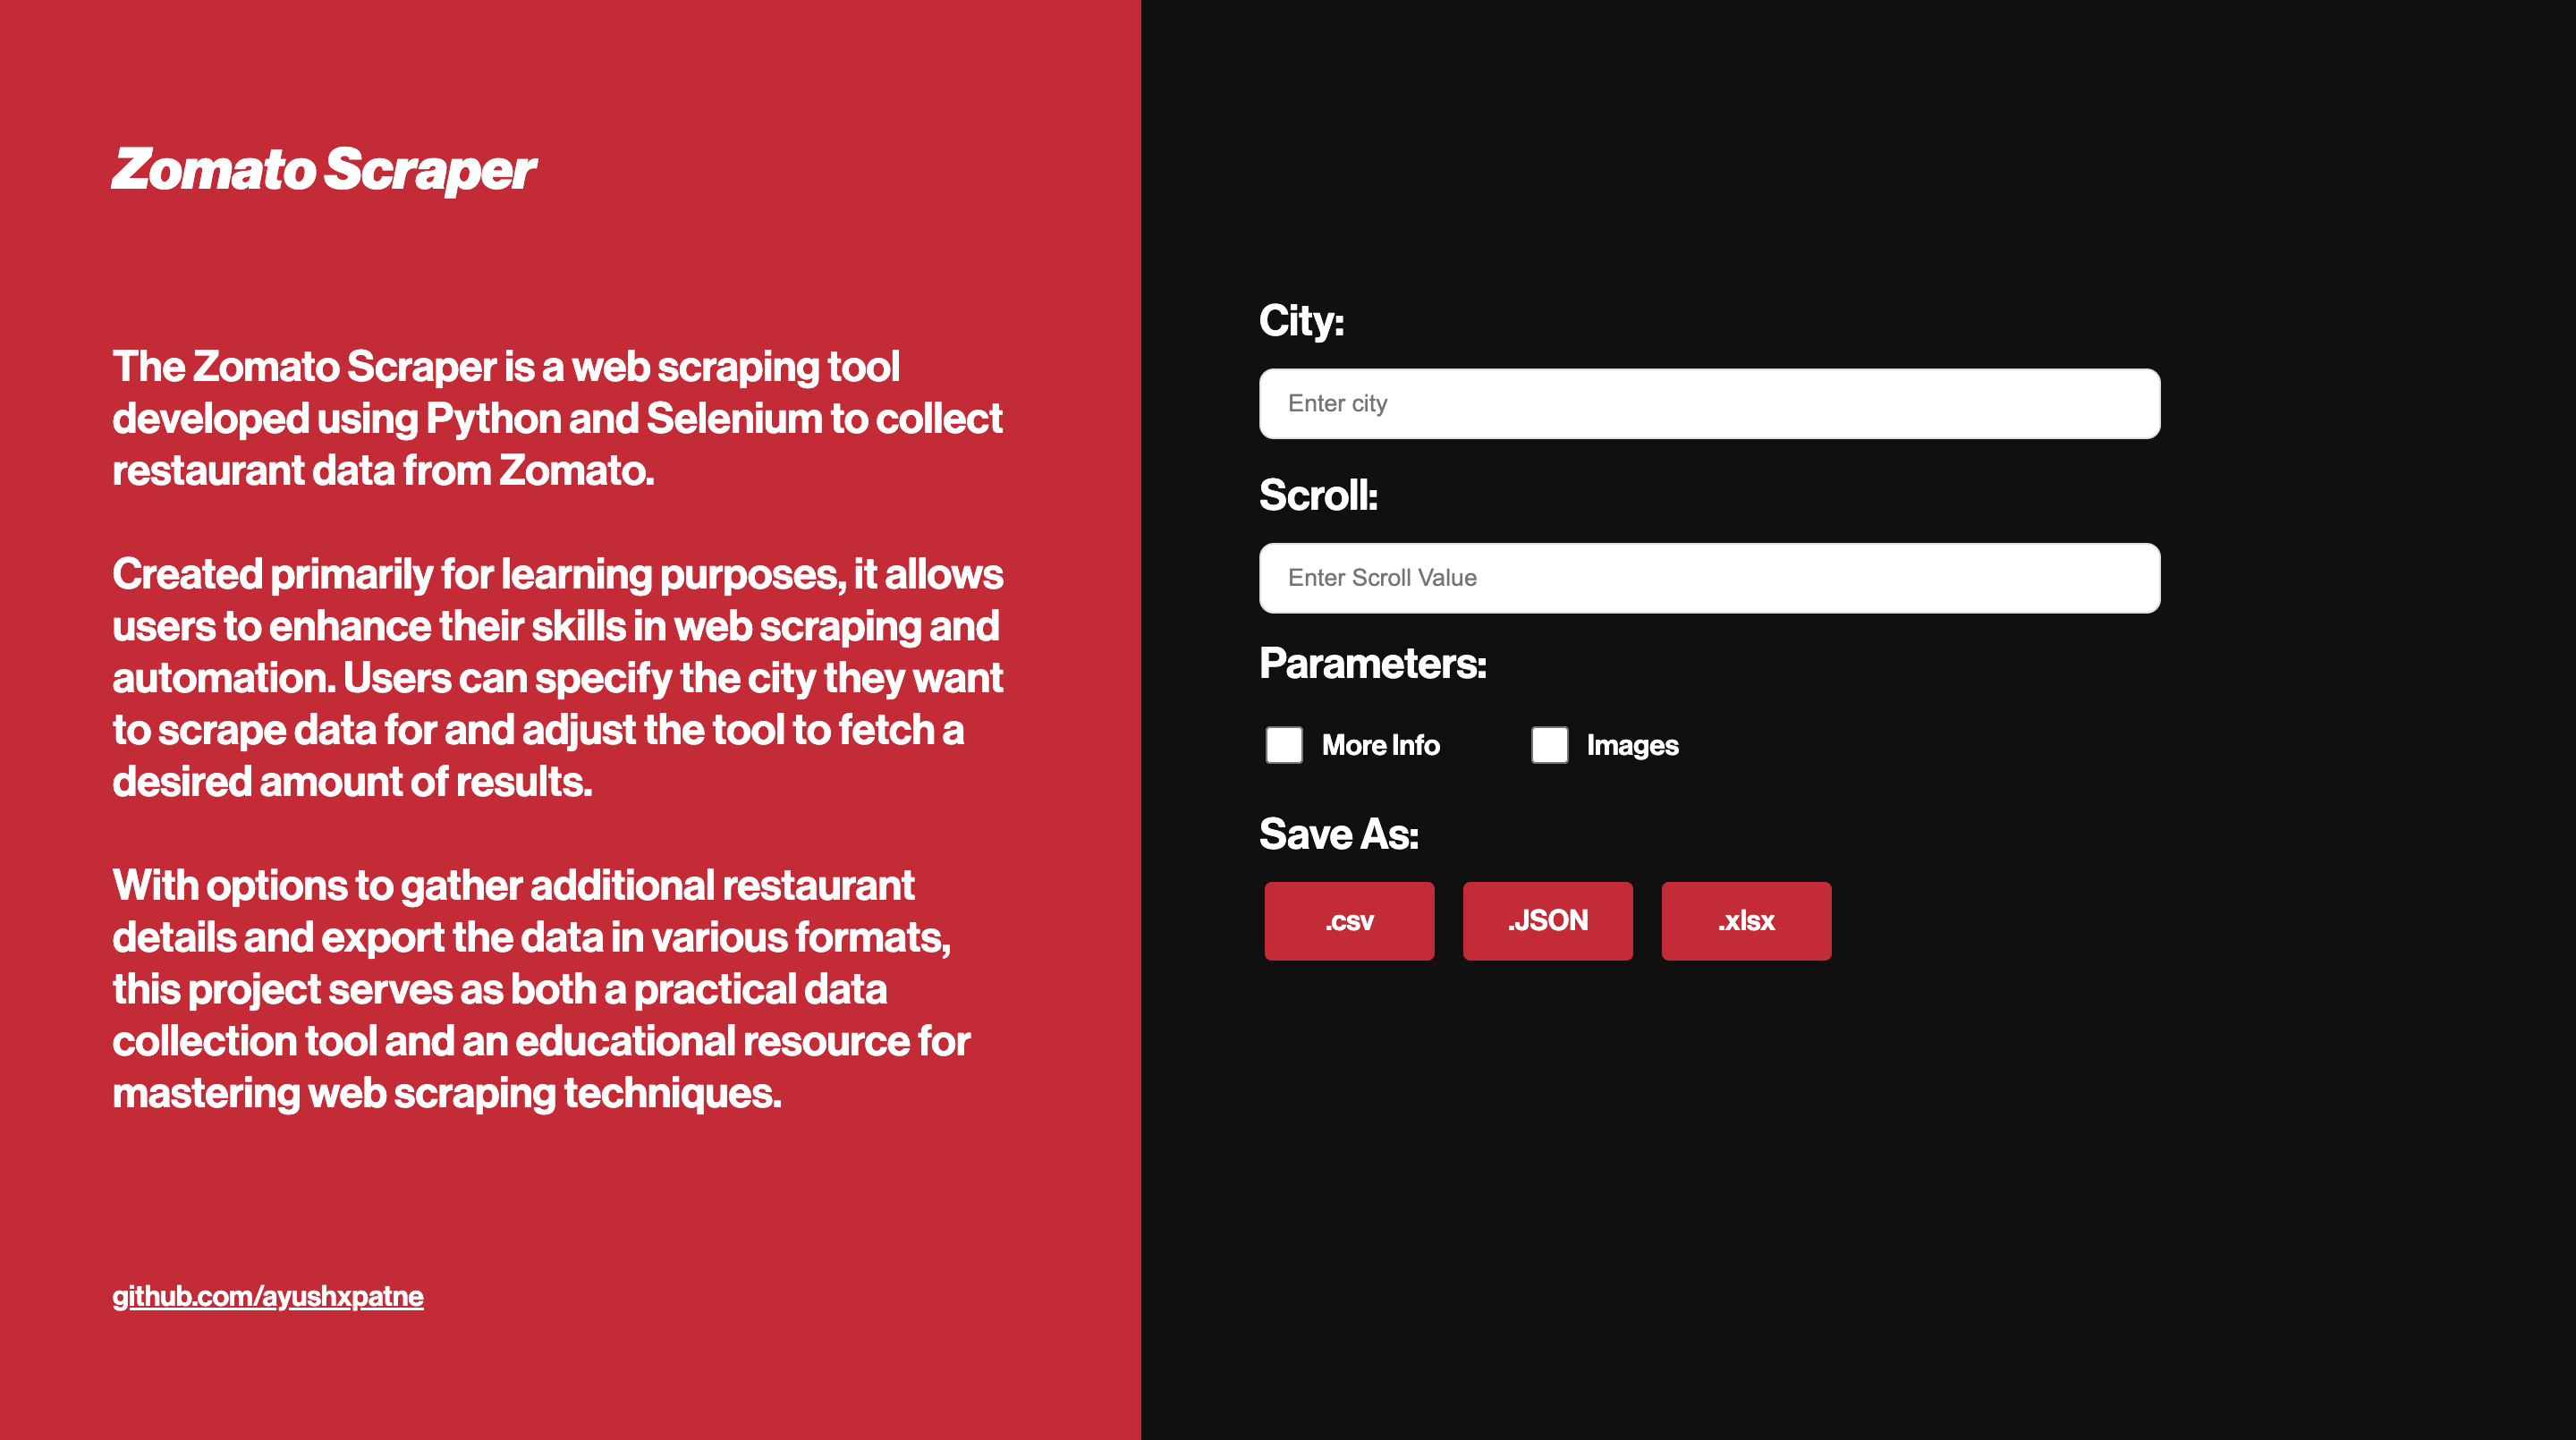 Zomato Scraper
The Zomato Scraper is a web scraping tool
developed using Python and Selenium to collect
restaurant data from Zomato.
Created primarily for learning purposes, it allows
users to enhance their skills in web scraping and
automation. Users can specify the city they want
to scrape data for and adjust the tool to fetch a
desired amount of results.
With options to gather additional restaurant
details and export the data in various formats,
this project serves as both a practical data
collection tool and an educational resource for
mastering web scraping techniques.
github.com/ayushxpatne
City:
Enter city
Scroll:
Enter Scroll Value
Parameters:
More Info Images
Save As:
.csv .JSON .xlsx